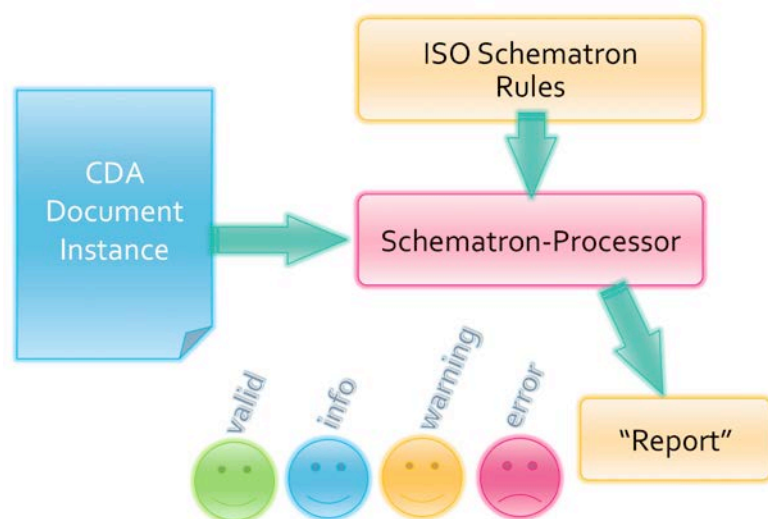 ISO Schematron
Rules
CDA
Document
Instance
Schematron-Processor
valid
info
warning
error
“Report”